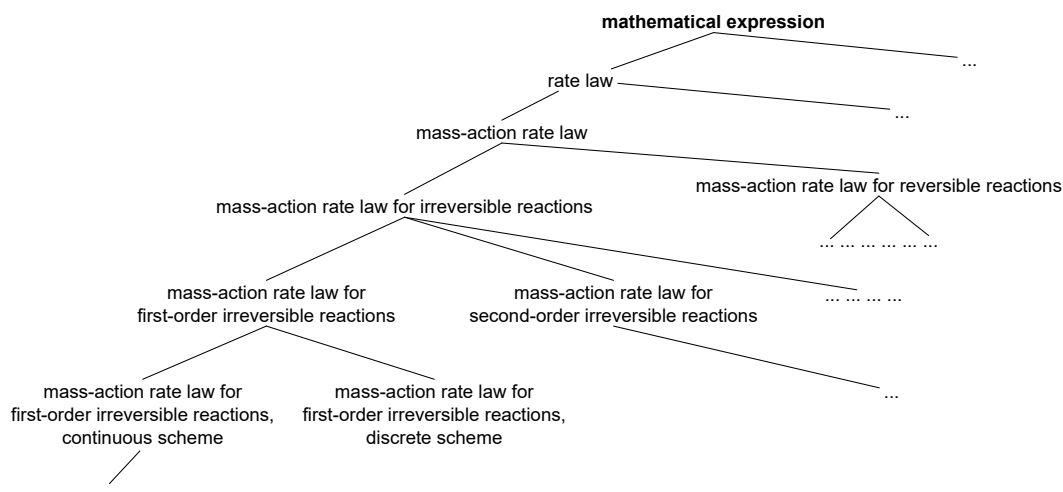 mathematical expression
...
rate law
...
mass-action rate law
mass-action rate law for reversible reactions
mass-action rate law for irreversible reactions
... ... ... ... ... ...
mass-action rate law for
first-order irreversible reactions
mass-action rate law for
second-order irreversible reactions
... ... ... ...
mass-action rate law for
first-order irreversible reactions,
continuous scheme
mass-action rate law for
first-order irreversible reactions,
discrete scheme
...